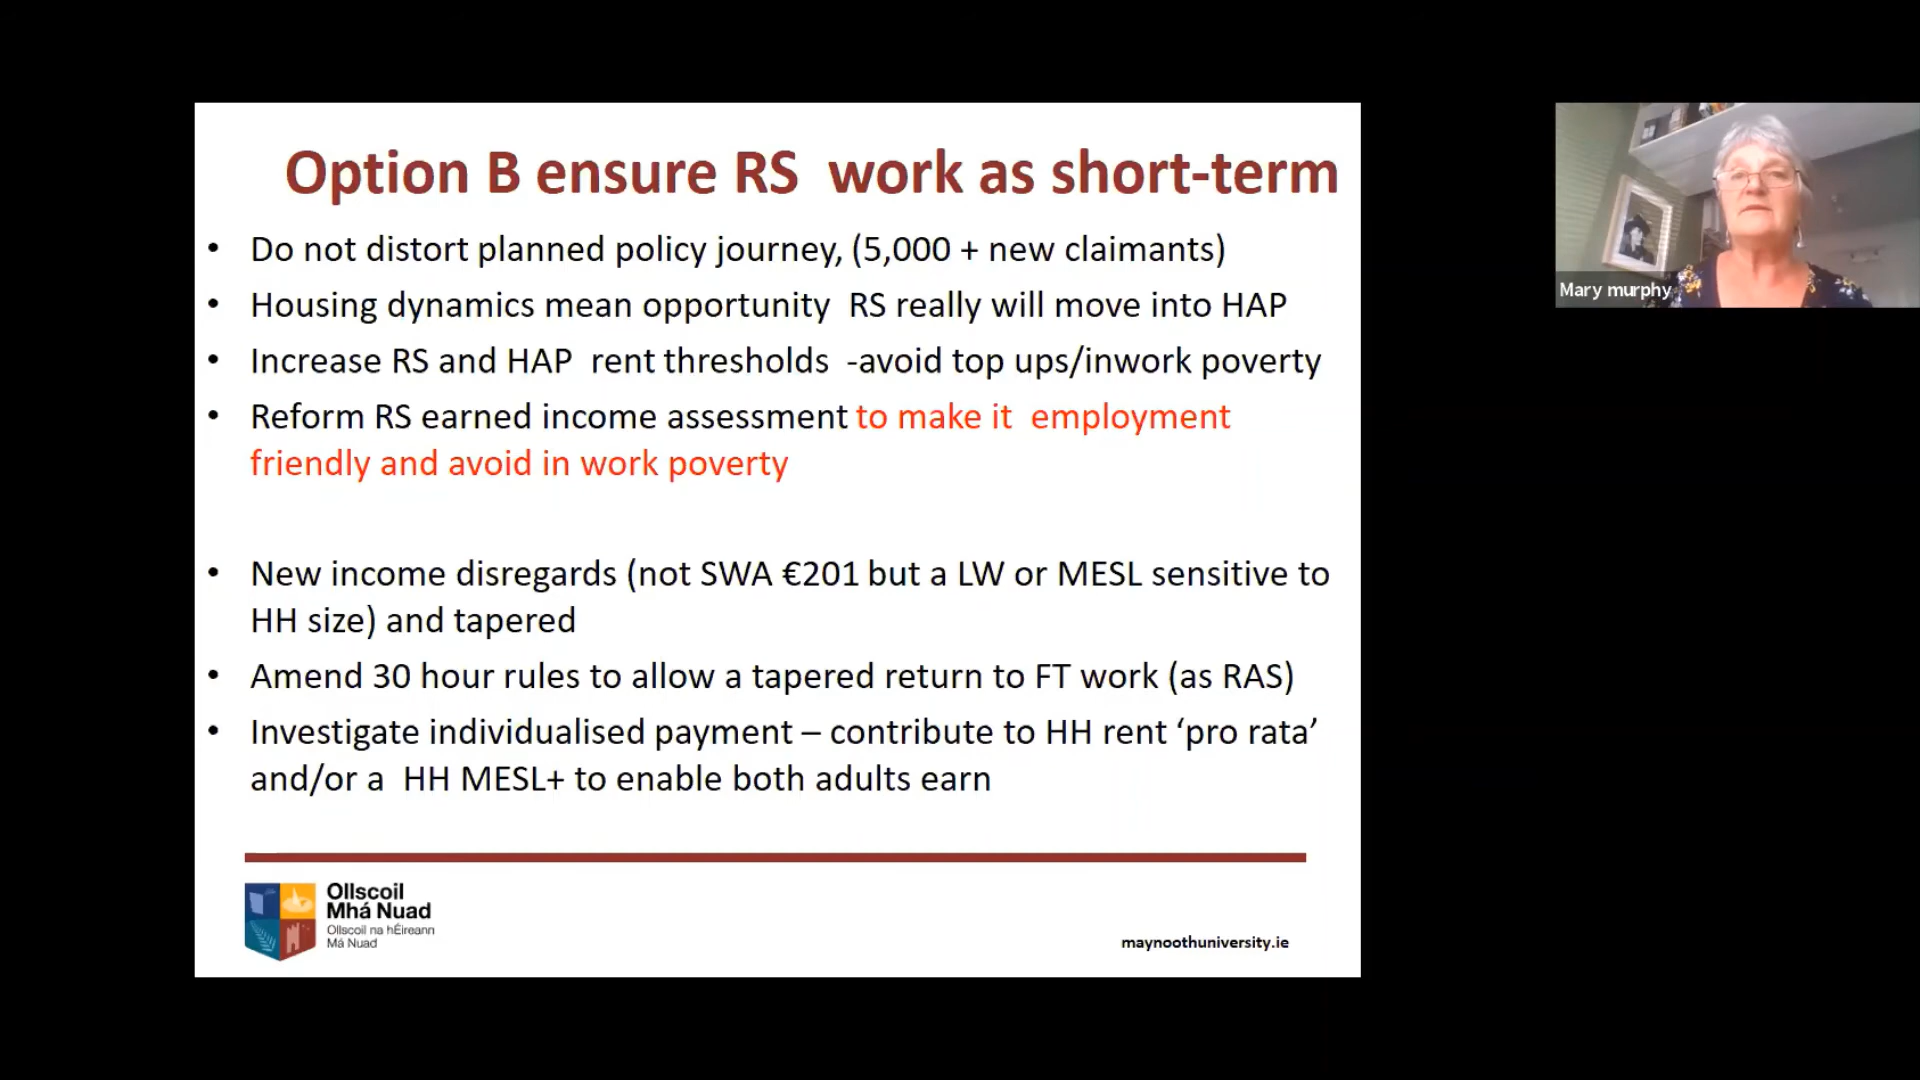 Option B ensure RS  work as short-term
• Do not distort planned policy journey, (5,000 + new claimants)
• Housing dynamics mean opportunity  RS really will move into HAP
• Increase RS and HAP  rent thresholds  -avoid top ups/inwork poverty
• Reform RS earned income assessment to make it  employment
friendly and avoid in work poverty
• New income disregards (not SWA €201 but a LW or MESL sensitive to
HH size) and tapered
• Amend 30 hour rules to allow a tapered return to FT work (as RAS)
• Investigate individualised payment – contribute to HH rent ‘pro rata’
and/or a  HH MESL+ to enable both adults earn
Ollscoil
Mhá Nuad
Ollscoil na hÉireann
Má Nuad
maynoothuniversity.ie
Mary murphy